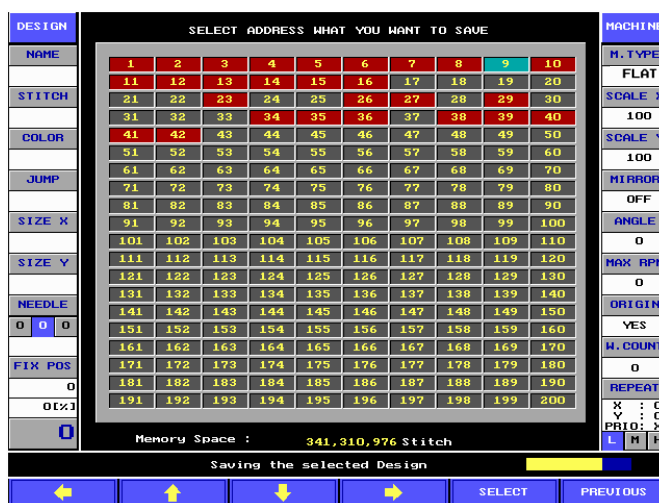 DESIGN
SELECT ADDRESS WHAT YOU WANT TO SAVE
MACHINE
NAME
STITCH
COLOR
JUMP
SIZE X
SIZE Y
NEEDLE
0 0 0
FIX POS
0
0[%]
0
1 2 3 4 5 6 7 8 9 10
11 12 13 14 15 16 17 18 19 20
21 22 23 24 25 26 27 28 29 30
31 32 33 34 35 36 37 38 39 40
41 42 43 44 45 46 47 48 49 50
51 52 53 54 55 56 57 58 59 60
61 62 63 64 65 66 67 68 69 70
71 72 73 74 75 76 77 78 79 80
81 82 83 84 85 86 87 88 89 90
91 92 93 94 95 96 97 98 99 100
101 102 103 104 105 106 107 108 109 110
111 112 113 114 115 116 117 118 119 120
121 122 123 124 125 126 127 128 129 130
131 132 133 134 135 136 137 138 139 140
141 142 143 144 145 146 147 148 149 150
151 152 153 154 155 156 157 158 159 160
161 162 163 164 165 166 167 168 169 170
171 172 173 174 175 176 177 178 179 180
181 182 183 184 185 186 187 188 189 190
191 192 193 194 195 196 197 198 199 200
Memory Space : 341,310,976 Stitch
M.TYPE
FLAT
SCALE X
100
SCALE Y
100
MIRROR
OFF
ANGLE
0
MAX RPM
0
ORIGIN
YES
W.COUNT
0
REPEAT
X : 0
Y : 0
PRIO: X
L M H
Saving the selected Design
SELECT
PREVIOUS